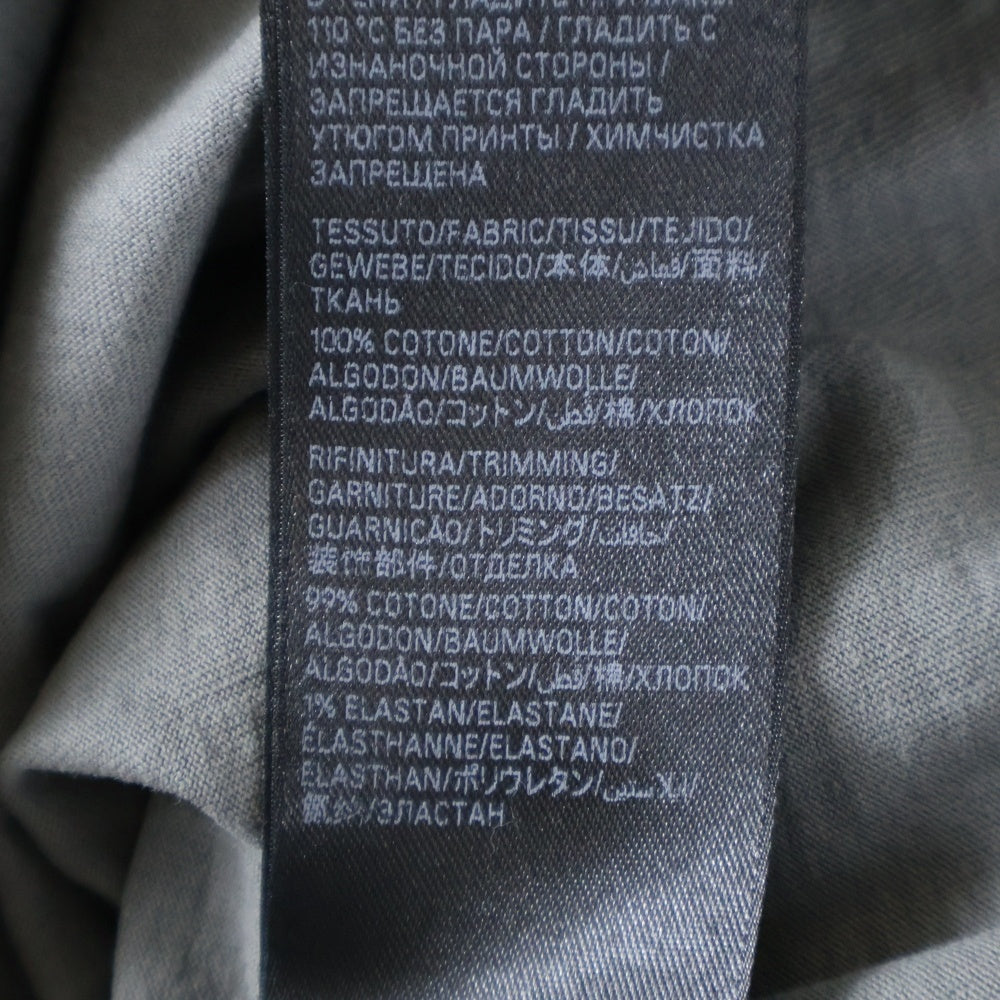 110 °C БЕЗ ПАРА / ГЛАДИТЬ С
ИЗНАНОЧНОЙ СТОРОНЫ /
ЗАПРЕЩАЕТСЯ ГЛАДИТЬ
УТЮГОМ ПРИНТЫ / ХИМЧИСТКА
ЗАПРЕЩЕНА
TESSUTO/FABRIC/TISSU/TEJIDO/
GEWEBE/TECIDO/本体/قماش/面料/
ТКАНЬ
100% COTONE/COTTON/COTON/
ALGODON/BAUMWOLLE/
ALGODÃO/コットン/قطن/棉/ХЛОПОК
RIFINITURA/TRIMMING/
GARNITURE/ADORNO/BESATZ/
GUARNICÃO/トリミング/حافات/
装饰部件/ОТДЕЛКА
99% COTONE/COTTON/COTON/
ALGODON/BAUMWOLLE/
ALGODÃO/コットン/قطن/棉/ХЛОПОК
1% ELASTAN/ELASTANE/
ÉLASTHANNE/ELASTANO/
ELASTHAN/ポリウレタン/إيلاستين/
氨纶/ЭЛАСТАН